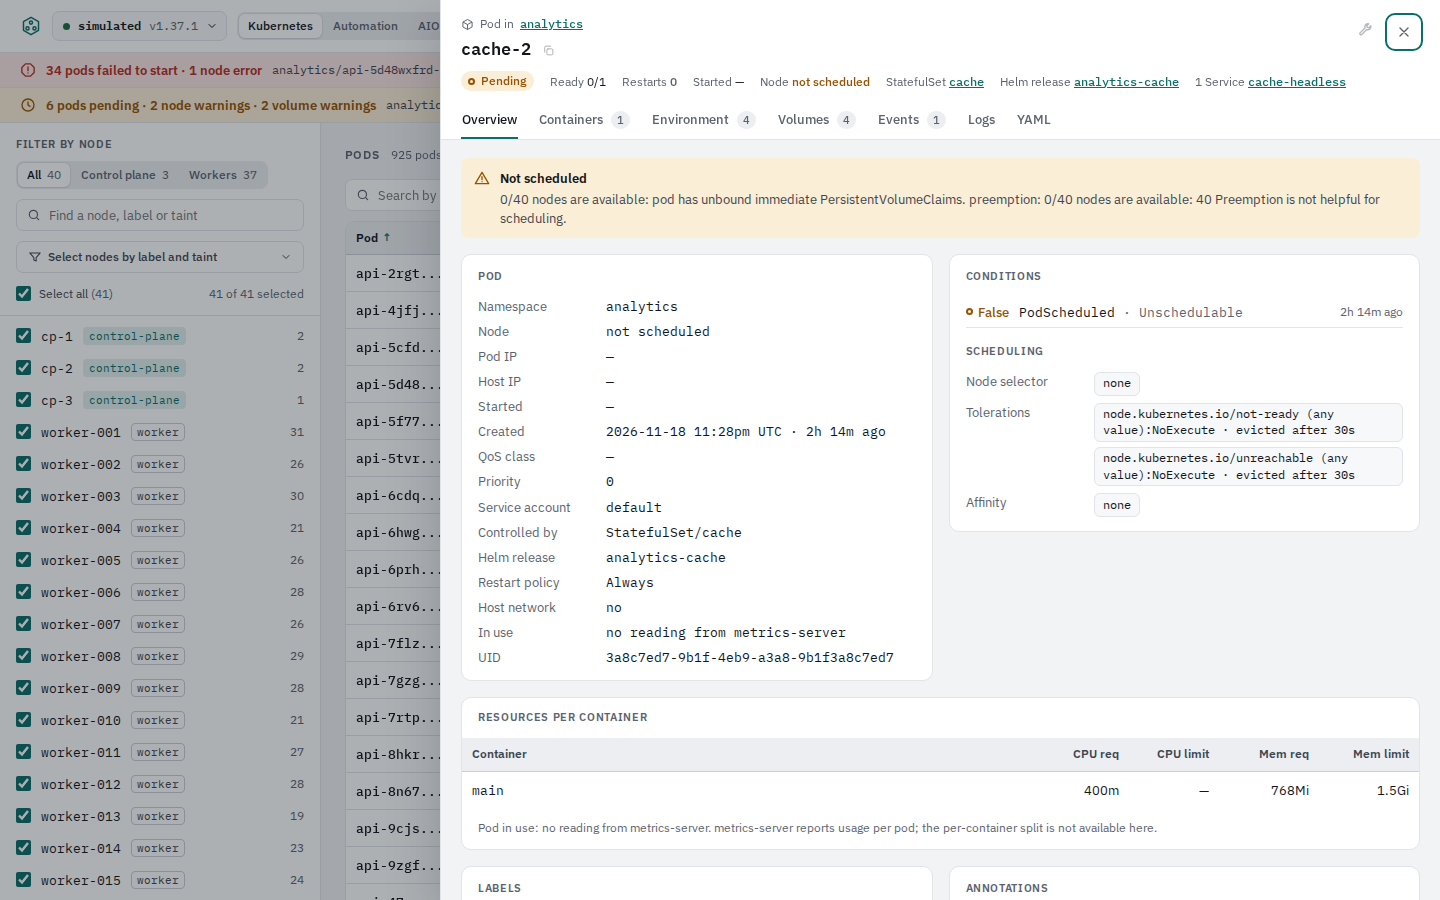 simulated v1.37.1
Kubernetes Automation AIO
34 pods failed to start · 1 node error analytics/api-5d48wxfrd-
6 pods pending · 2 node warnings · 2 volume warnings analytic
FILTER BY NODE
All 40 Control plane 3 Workers 37
Find a node, label or taint
Select nodes by label and taint
Select all (41) 41 of 41 selected
cp-1 control-plane 2
cp-2 control-plane 2
cp-3 control-plane 1
worker-001 worker 31
worker-002 worker 26
worker-003 worker 30
worker-004 worker 21
worker-005 worker 26
worker-006 worker 28
worker-007 worker 26
worker-008 worker 29
worker-009 worker 28
worker-010 worker 21
worker-011 worker 27
worker-012 worker 28
worker-013 worker 19
worker-014 worker 23
worker-015 worker 24
PODS 925 pods
Search by
Pod ↑
api-2rgt...
api-4jfj...
api-5cfd...
api-5d48...
api-5f77...
api-5tvr...
api-6cdq...
api-6hwg...
api-6prh...
api-6rv6...
api-7flz...
api-7gzg...
api-7rtp...
api-8hkr...
api-8n67...
api-9cjs...
api-9zgf...
Pod in analytics
cache-2
Pending Ready 0/1 Restarts 0 Started — Node not scheduled StatefulSet cache Helm release analytics-cache 1 Service cache-headless
Overview Containers 1 Environment 4 Volumes 4 Events 1 Logs YAML
Not scheduled
0/40 nodes are available: pod has unbound immediate PersistentVolumeClaims. preemption: 0/40 nodes are available: 40 Preemption is not helpful for
scheduling.
POD
Namespace analytics
Node not scheduled
Pod IP —
Host IP —
Started —
Created 2026-11-18 11:28pm UTC · 2h 14m ago
QoS class —
Priority 0
Service account default
Controlled by StatefulSet/cache
Helm release analytics-cache
Restart policy Always
Host network no
In use no reading from metrics-server
UID 3a8c7ed7-9b1f-4eb9-a3a8-9b1f3a8c7ed7
CONDITIONS
False PodScheduled · Unschedulable 2h 14m ago
SCHEDULING
Node selector none
Tolerations node.kubernetes.io/not-ready (any
value):NoExecute · evicted after 30s
node.kubernetes.io/unreachable (any
value):NoExecute · evicted after 30s
Affinity none
RESOURCES PER CONTAINER
Container CPU req CPU limit Mem req Mem limit
main 400m — 768Mi 1.5Gi
Pod in use: no reading from metrics-server. metrics-server reports usage per pod; the per-container split is not available here.
LABELS
ANNOTATIONS